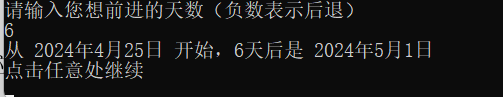 请输入您想前进的天数（负数表示后退）
6
从 2024年4月25日 开始，6天后是 2024年5月1日
点击任意处继续